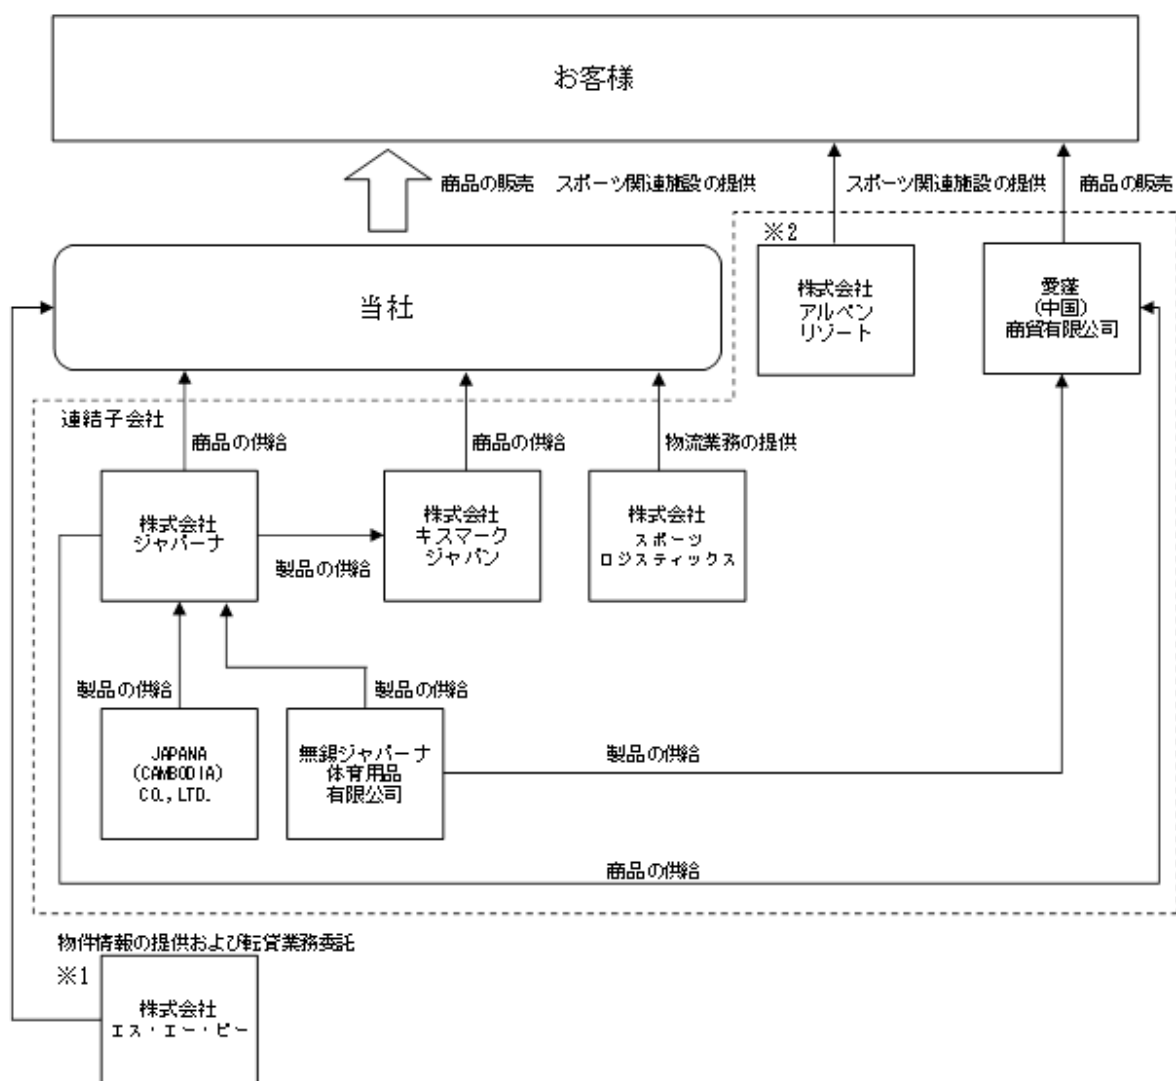 お客様
商品の販売　スポーツ関連施設の提供
スポーツ関連施設の提供
商品の販売
※2
当社
株式会社
アルペン
リゾート
愛蓬
(中国)
商貿有限公司
連結子会社
商品の供給
商品の供給
物流業務の提供
株式会社
ジャパーナ
製品の供給
株式会社
キスマーク
ジャパン
株式会社
スポーツ
ロジスティックス
製品の供給
製品の供給
JAPANA
(CAMBODIA)
CO.,LTD.
無錫ジャパーナ
体育用品
有限公司
製品の供給
商品の供給
物件情報の提供および転貸業務委託
※1
株式会社
エス・エー・ピー